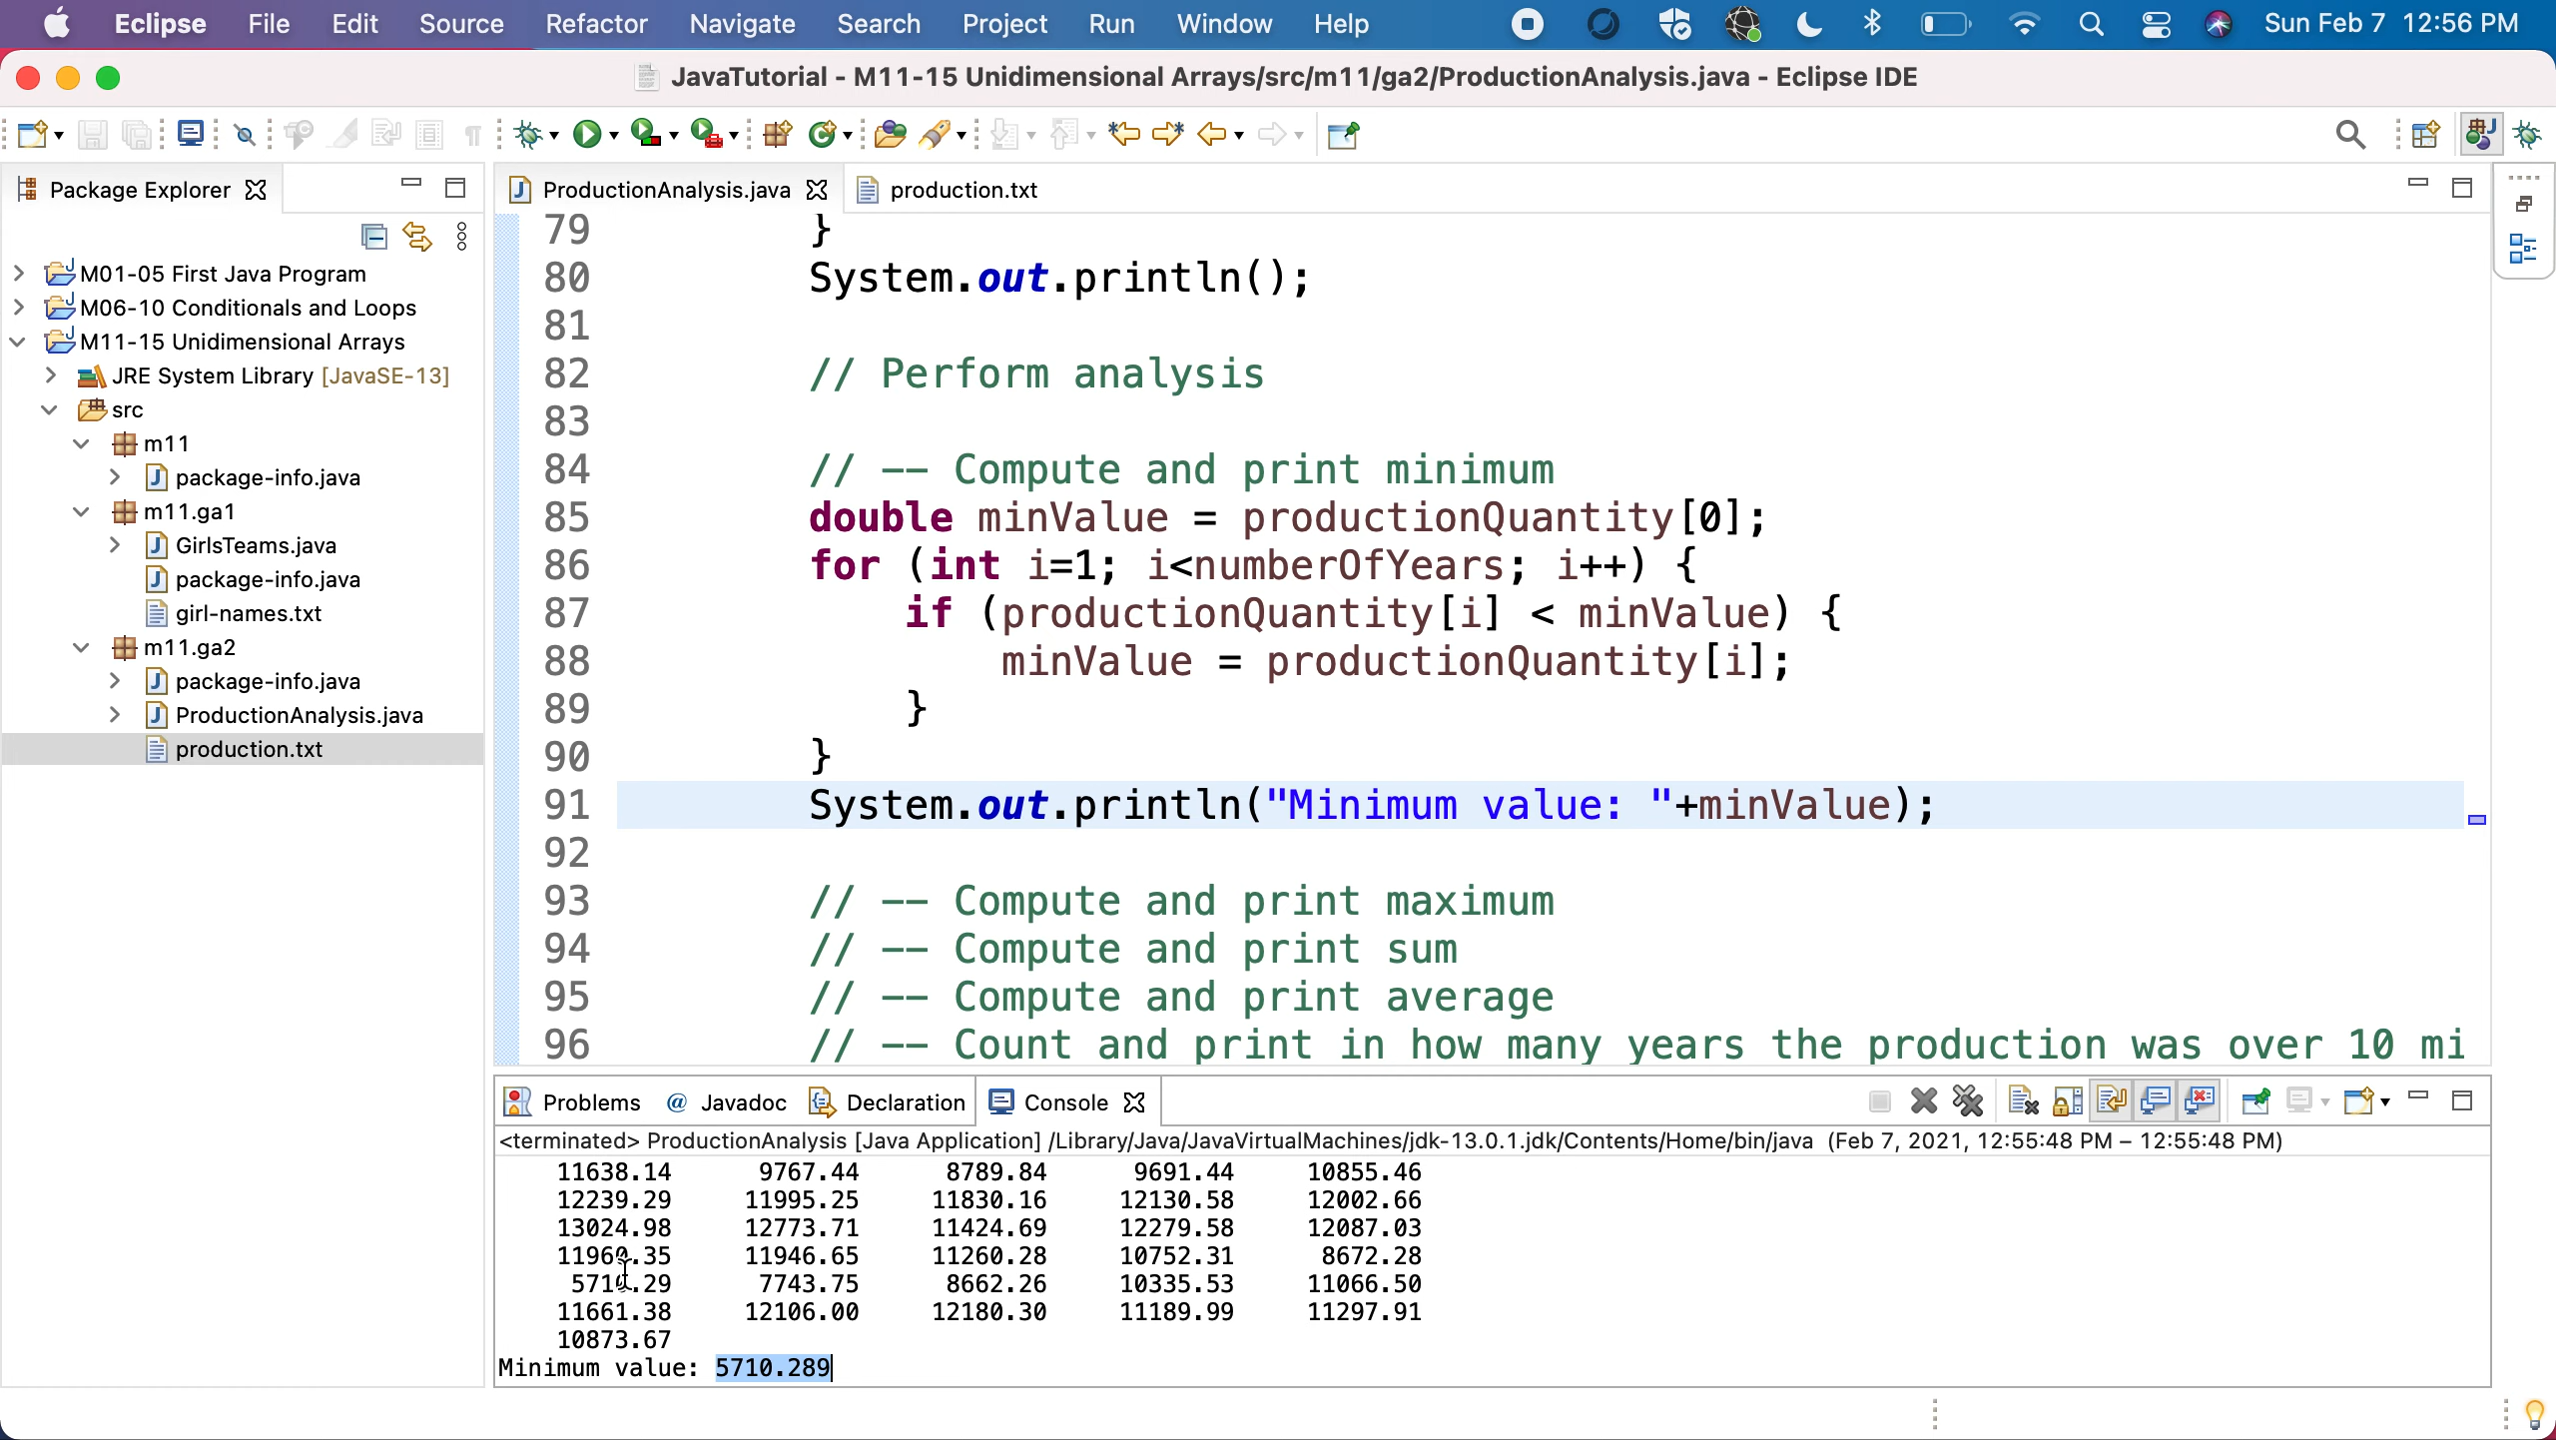 Eclipse File Edit Source Refactor Navigate Search Project Run Window Help Sun Feb 7 12:56 PM
JavaTutorial - M11-15 Unidimensional Arrays/src/m11/ga2/ProductionAnalysis.java - Eclipse IDE
Package Explorer
M01-05 First Java Program
M06-10 Conditionals and Loops
M11-15 Unidimensional Arrays
JRE System Library [JavaSE-13]
src
m11
package-info.java
m11.ga1
GirlsTeams.java
package-info.java
girl-names.txt
m11.ga2
package-info.java
ProductionAnalysis.java
production.txt
ProductionAnalysis.java production.txt
79 }
80 System.out.println();
81
82 // Perform analysis
83
84 // -- Compute and print minimum
85 double minValue = productionQuantity[0];
86 for (int i=1; i<numberOfYears; i++) {
87 if (productionQuantity[i] < minValue) {
88 minValue = productionQuantity[i];
89 }
90 }
91 System.out.println("Minimum value: "+minValue);
92
93 // -- Compute and print maximum
94 // -- Compute and print sum
95 // -- Compute and print average
96 // -- Count and print in how many years the production was over 10 mi
Problems @ Javadoc Declaration Console
<terminated> ProductionAnalysis [Java Application] /Library/Java/JavaVirtualMachines/jdk-13.0.1.jdk/Contents/Home/bin/java (Feb 7, 2021, 12:55:48 PM – 12:55:48 PM)
11638.14 9767.44 8789.84 9691.44 10855.46
12239.29 11995.25 11830.16 12130.58 12002.66
13024.98 12773.71 11424.69 12279.58 12087.03
11960.35 11946.65 11260.28 10752.31 8672.28
5710.29 7743.75 8662.26 10335.53 11066.50
11661.38 12106.00 12180.30 11189.99 11297.91
10873.67
Minimum value: 5710.289